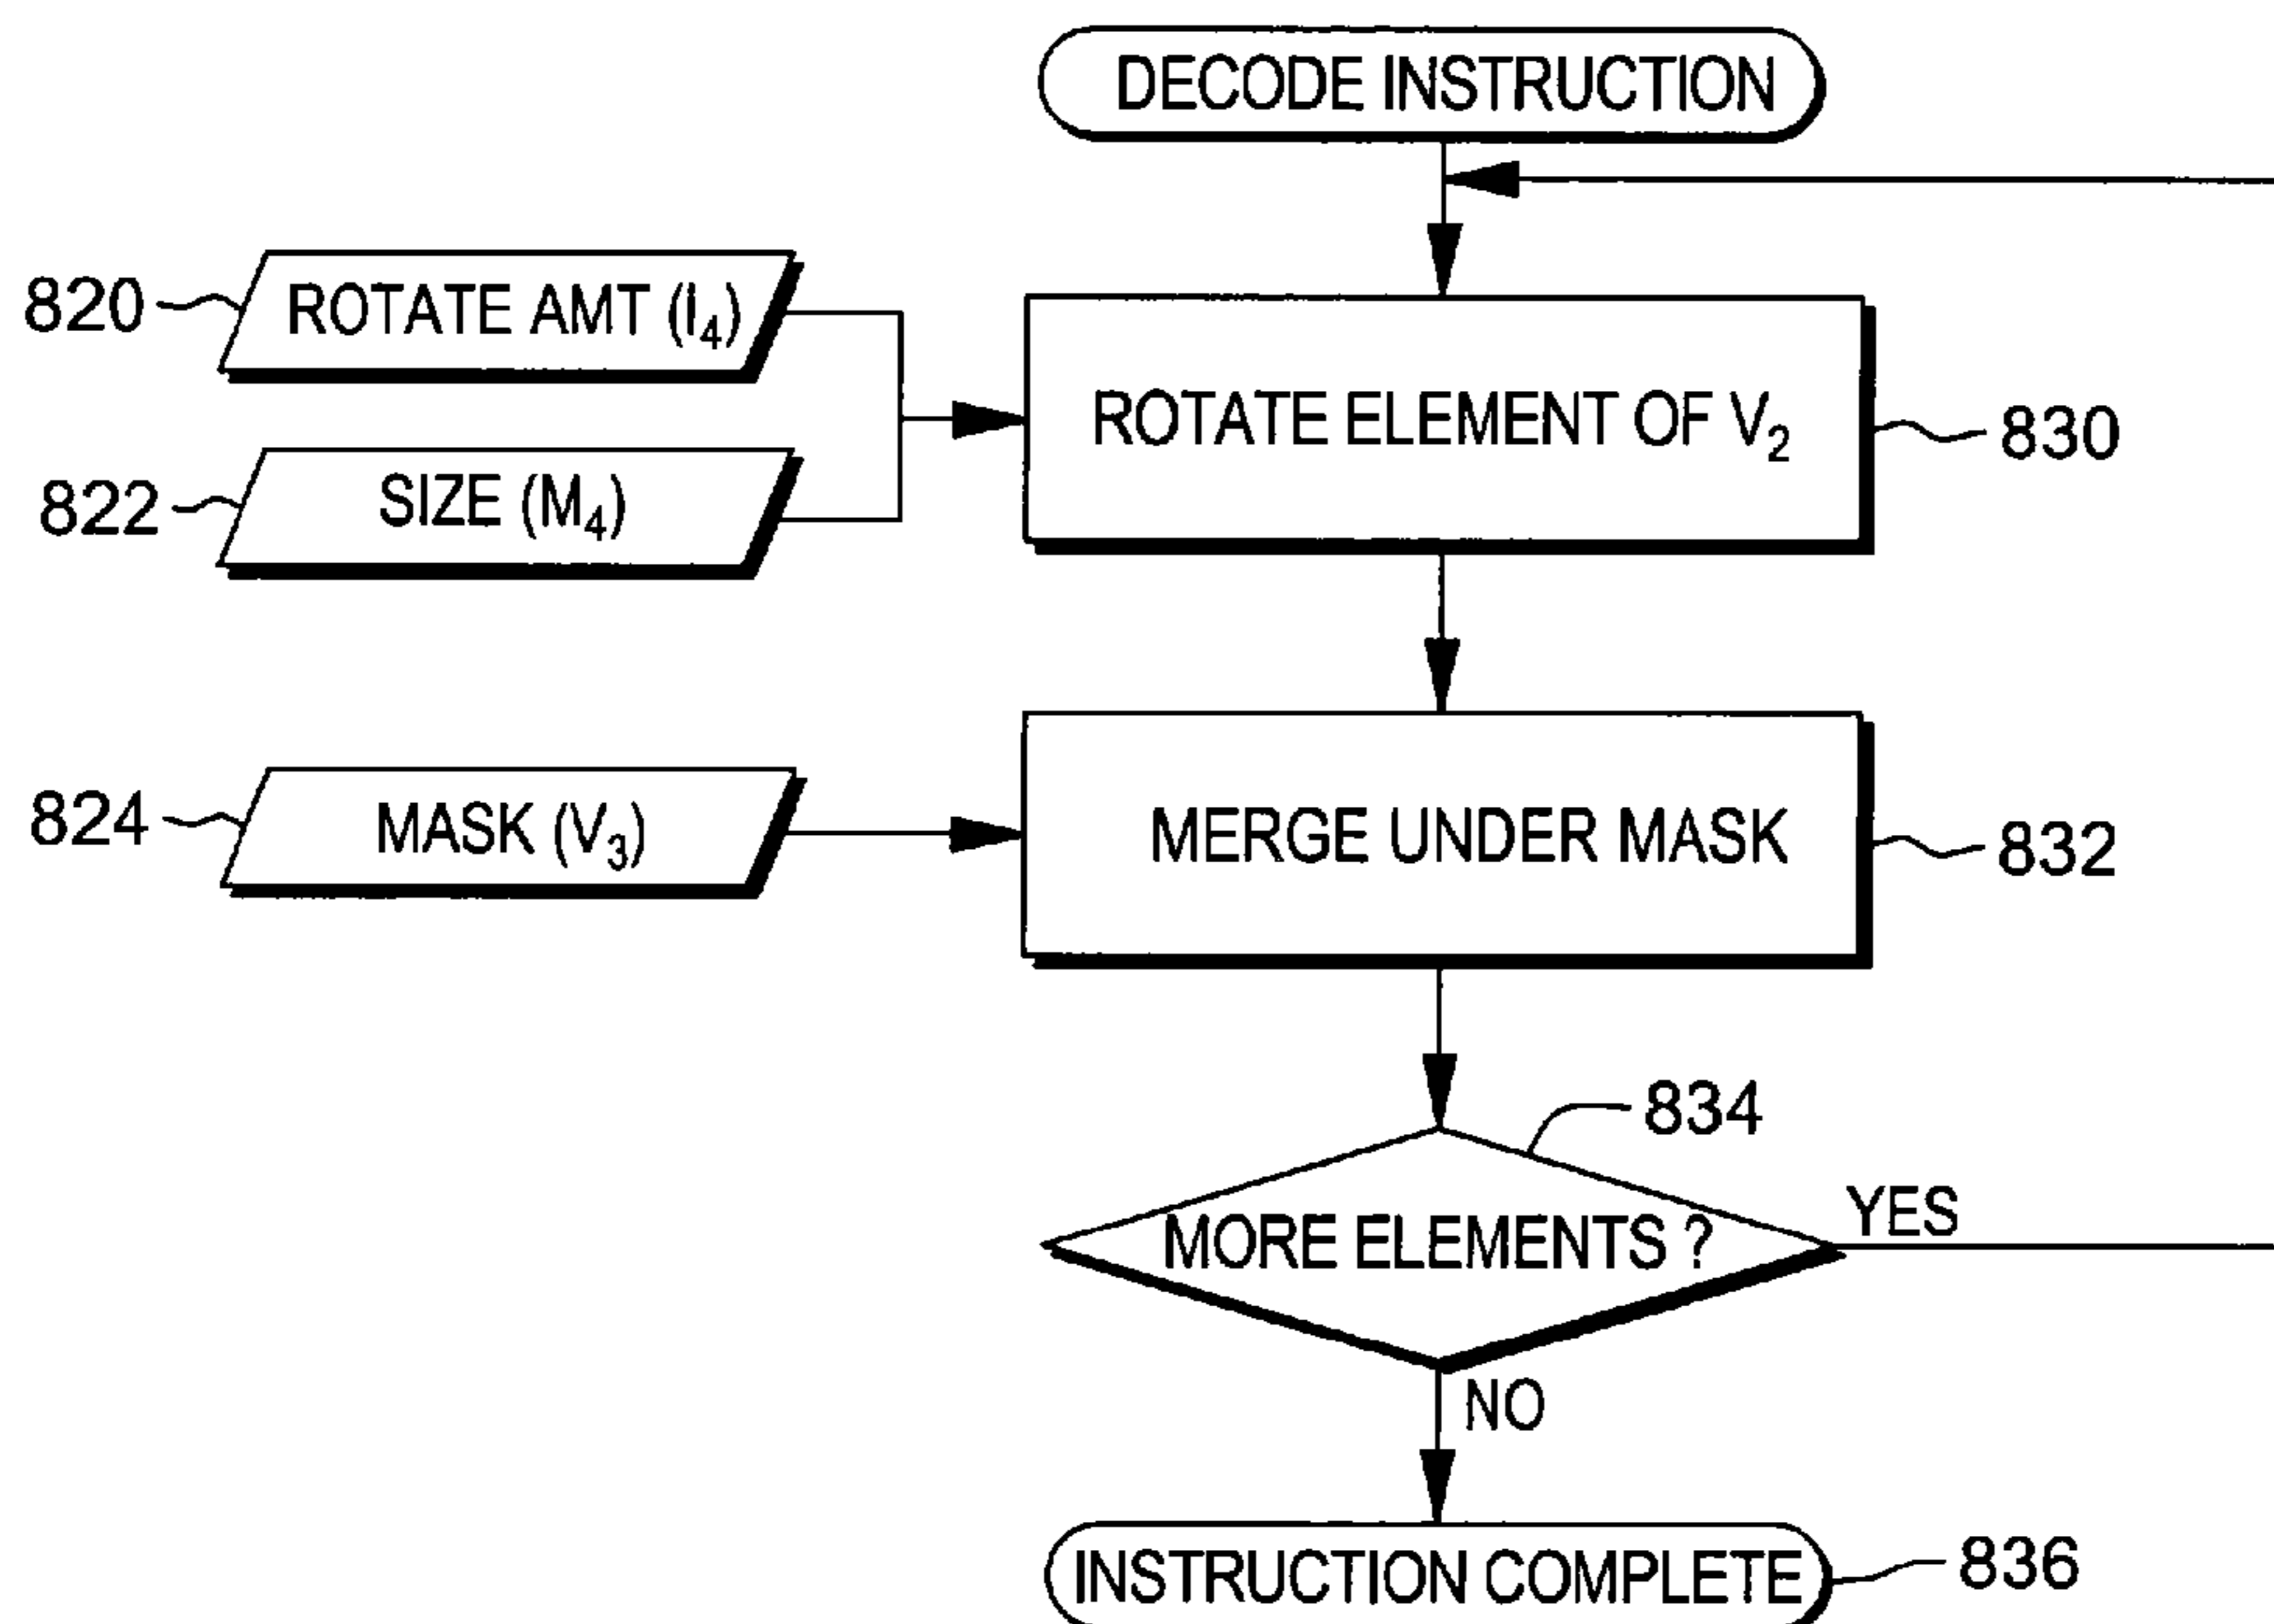 DECODE INSTRUCTION
820
ROTATE AMT (I₄)
822
SIZE (M₄)
ROTATE ELEMENT OF V₂
830
824
MASK (V₃)
MERGE UNDER MASK
832
834
MORE ELEMENTS ?
YES
NO
INSTRUCTION COMPLETE
836